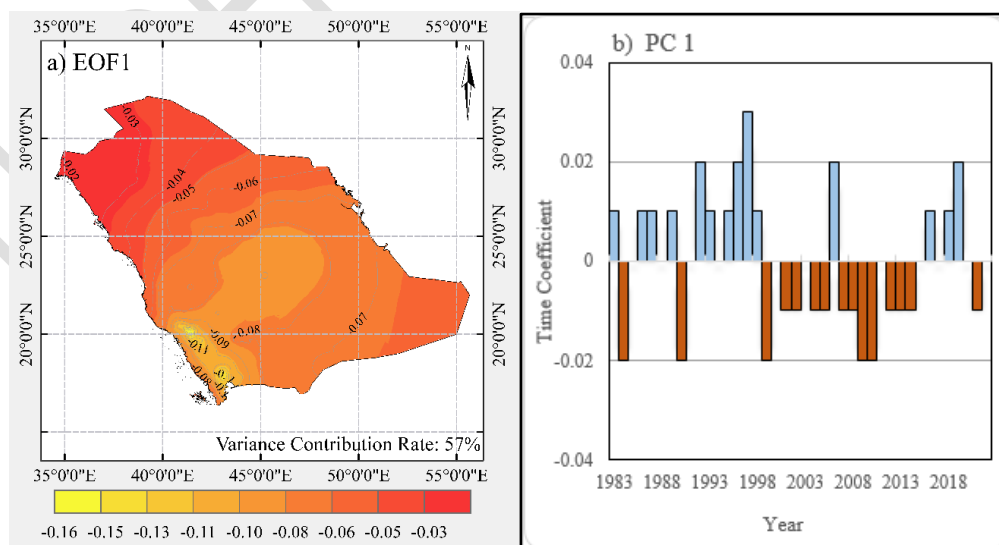 35°0'0"E 40°0'0"E 45°0'0"E 50°0'0"E 55°0'0"E
a) EOF1
N
30°0'0"N
25°0'0"N
20°0'0"N
30°0'0"N
25°0'0"N
20°0'0"N
-0.03
-0.02
-0.04
-0.05
-0.06
-0.07
-0.08
-0.09
-0.11
-0.08
-0.07
Variance Contribution Rate: 57%
35°0'0"E 40°0'0"E 45°0'0"E 50°0'0"E 55°0'0"E
-0.16 -0.15 -0.13 -0.11 -0.10 -0.08 -0.06 -0.05 -0.03
b) PC 1
0.04
0.02
0
-0.02
-0.04
Time Coefficient
1983 1988 1993 1998 2003 2008 2013 2018
Year